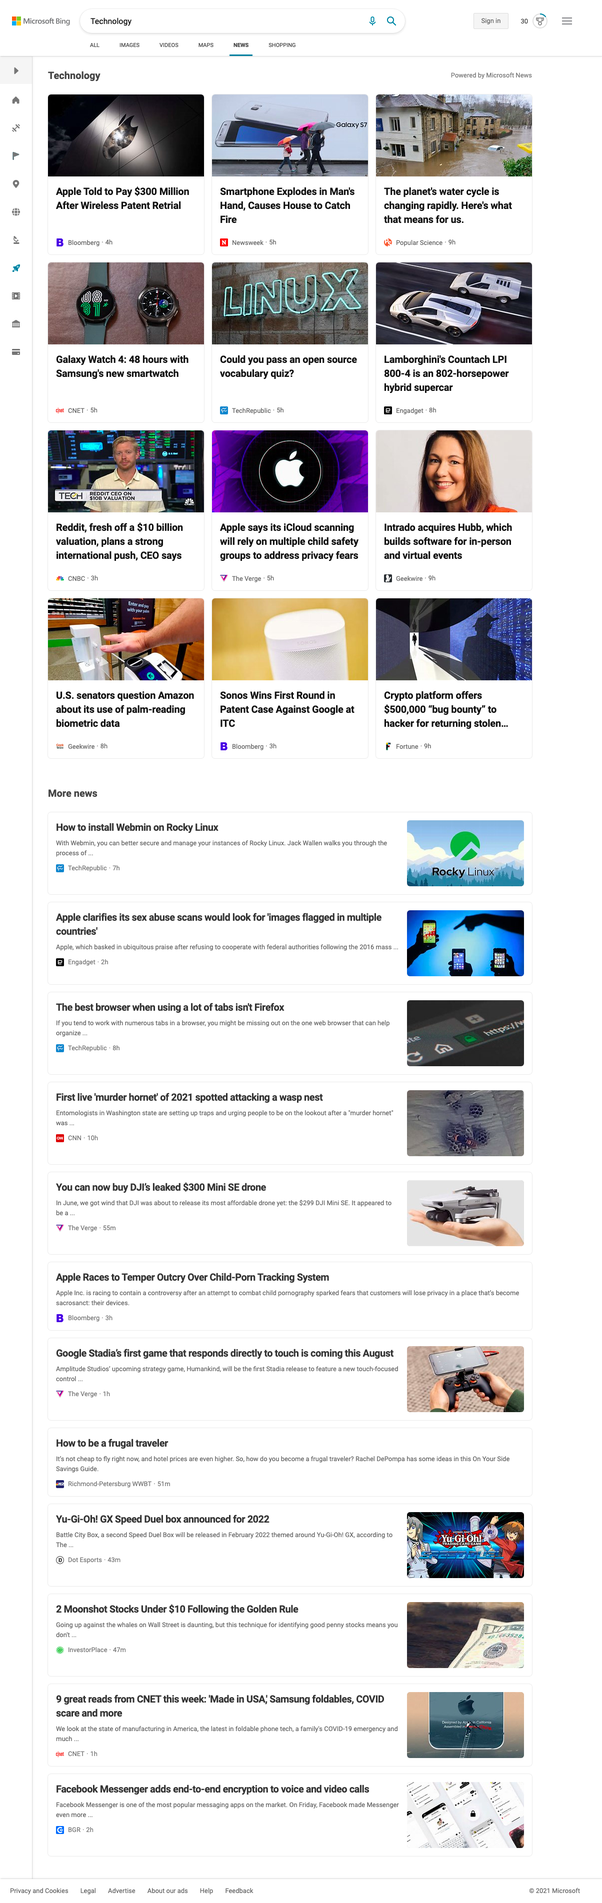 Microsoft Bing
Technology
Sign in
30
ALL
IMAGES
VIDEOS
MAPS
NEWS
SHOPPING
Technology
Powered by Microsoft News
Galaxy S7
Apple Told to Pay $300 Million
After Wireless Patent Retrial
Bloomberg · 4h
Smartphone Explodes in Man's
Hand, Causes House to Catch
Fire
Newsweek · 5h
The planet's water cycle is
changing rapidly. Here's what
that means for us.
Popular Science · 9h
LINUX
Galaxy Watch 4: 48 hours with
Samsung's new smartwatch
CNET · 5h
Could you pass an open source
vocabulary quiz?
TechRepublic · 5h
Lamborghini's Countach LPI
800-4 is an 802-horsepower
hybrid supercar
Engadget · 8h
TECH
REDDIT CEO ON
$10B VALUATION
Reddit, fresh off a $10 billion
valuation, plans a strong
international push, CEO says
CNBC · 3h
Apple says its iCloud scanning
will rely on multiple child safety
groups to address privacy fears
The Verge · 5h
Intrado acquires Hubb, which
builds software for in-person
and virtual events
Geekwire · 9h
Enter and
pay with
your palm.
U.S. senators question Amazon
about its use of palm-reading
biometric data
Geekwire · 8h
Sonos Wins First Round in
Patent Case Against Google at
ITC
Bloomberg · 3h
Crypto platform offers
$500,000 “bug bounty” to
hacker for returning stolen...
Fortune · 9h
More news
How to install Webmin on Rocky Linux
With Webmin, you can better secure and manage your instances of Rocky Linux. Jack Wallen walks you through the
process of ...
TechRepublic · 7h
Rocky Linux
Apple clarifies its sex abuse scans would look for 'images flagged in multiple
countries'
Apple, which basked in ubiquitous praise after refusing to cooperate with federal authorities following the 2016 mass ...
Engadget · 2h
The best browser when using a lot of tabs isn't Firefox
If you tend to work with numerous tabs in a browser, you might be missing out on the one web browser that can help
organize ...
TechRepublic · 8h
First live 'murder hornet' of 2021 spotted attacking a wasp nest
Entomologists in Washington state are setting up traps and urging people to be on the lookout after a "murder hornet"
was ...
CNN · 10h
You can now buy DJI's leaked $300 Mini SE drone
In June, we got wind that DJI was about to release its most affordable drone yet: the $299 DJI Mini SE. It appeared to
be a ...
The Verge · 55m
Apple Races to Temper Outcry Over Child-Porn Tracking System
Apple Inc. is racing to contain a controversy after an attempt to combat child pornography sparked fears that customers will lose privacy in a place that's become
sacrosanct: their devices.
Bloomberg · 3h
Google Stadia's first game that responds directly to touch is coming this August
Amplitude Studios' upcoming strategy game, Humankind, will be the first Stadia release to feature a new touch-focused
control ...
The Verge · 1h
How to be a frugal traveler
It's not cheap to fly right now, and hotel prices are even higher. So, how do you become a frugal traveler? Rachel DePompa has some ideas in this On Your Side
Savings Guide.
Richmond-Petersburg WWBT · 51m
Yu-Gi-Oh! GX Speed Duel box announced for 2022
Battle City Box, a second Speed Duel Box will be released in February 2022 themed around Yu-Gi-Oh! GX, according to
The ...
Dot Esports · 43m
Yu-Gi-Oh!
TRADING CARD GAME
2 Moonshot Stocks Under $10 Following the Golden Rule
Going up against the whales on Wall Street is daunting, but this technique for identifying good penny stocks means you
don't ...
InvestorPlace · 47m
9 great reads from CNET this week: 'Made in USA,' Samsung foldables, COVID
scare and more
We look at the state of manufacturing in America, the latest in foldable phone tech, a family's COVID-19 emergency and
much ...
CNET · 1h
Facebook Messenger adds end-to-end encryption to voice and video calls
Facebook Messenger is one of the most popular messaging apps on the market. On Friday, Facebook made Messenger
even more ...
BGR · 2h
Privacy and Cookies
Legal
Advertise
About our ads
Help
Feedback
© 2021 Microsoft